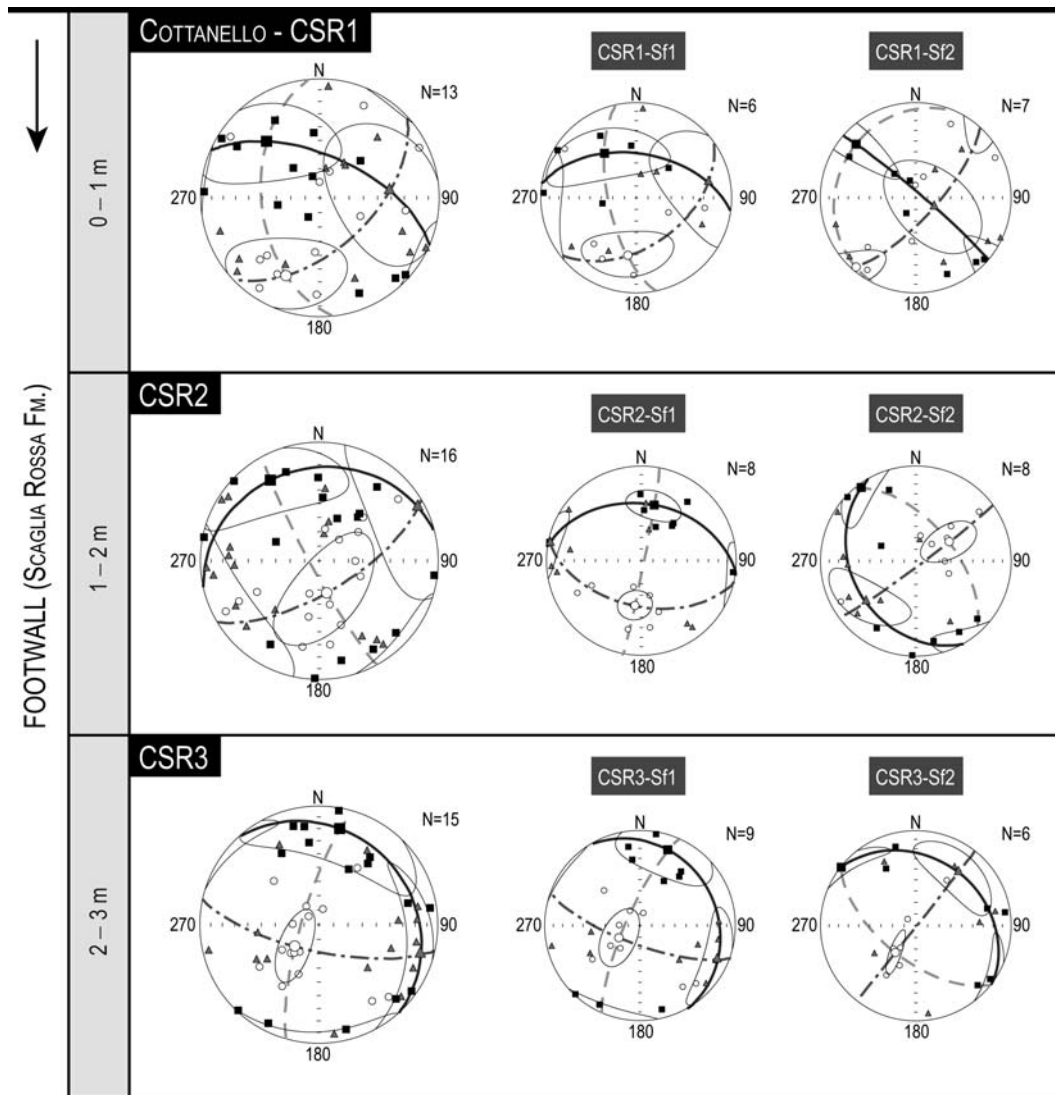 COTTANELLO - CSR1
CSR1-Sf1
CSR1-Sf2
N
N=13
N
N=6
N
N=7
270
90
270
90
270
90
180
180
180
0 – 1 m
CSR2
CSR2-Sf1
CSR2-Sf2
N
N=16
N
N=8
N
N=8
270
90
270
90
270
90
180
180
180
1 – 2 m
FOOTWALL (SCAGLIA ROSSA FM.)
CSR3
CSR3-Sf1
CSR3-Sf2
N
N=15
N
N=9
N
N=6
270
90
270
90
270
90
180
180
180
2 – 3 m